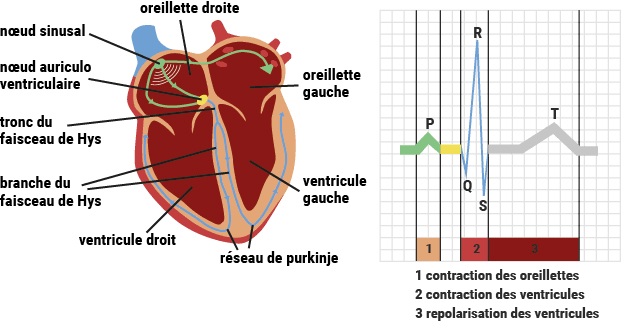 oreillette droite
nœud sinusal
nœud auriculo
ventriculaire
tronc du
faisceau de Hys
branche du
faisceau de Hys
ventricule droit
oreillette
gauche
ventricule
gauche
réseau de purkinje
R
P
T
Q
S
1
2
3
1 contraction des oreillettes
2 contraction des ventricules
3 repolarisation des ventricules